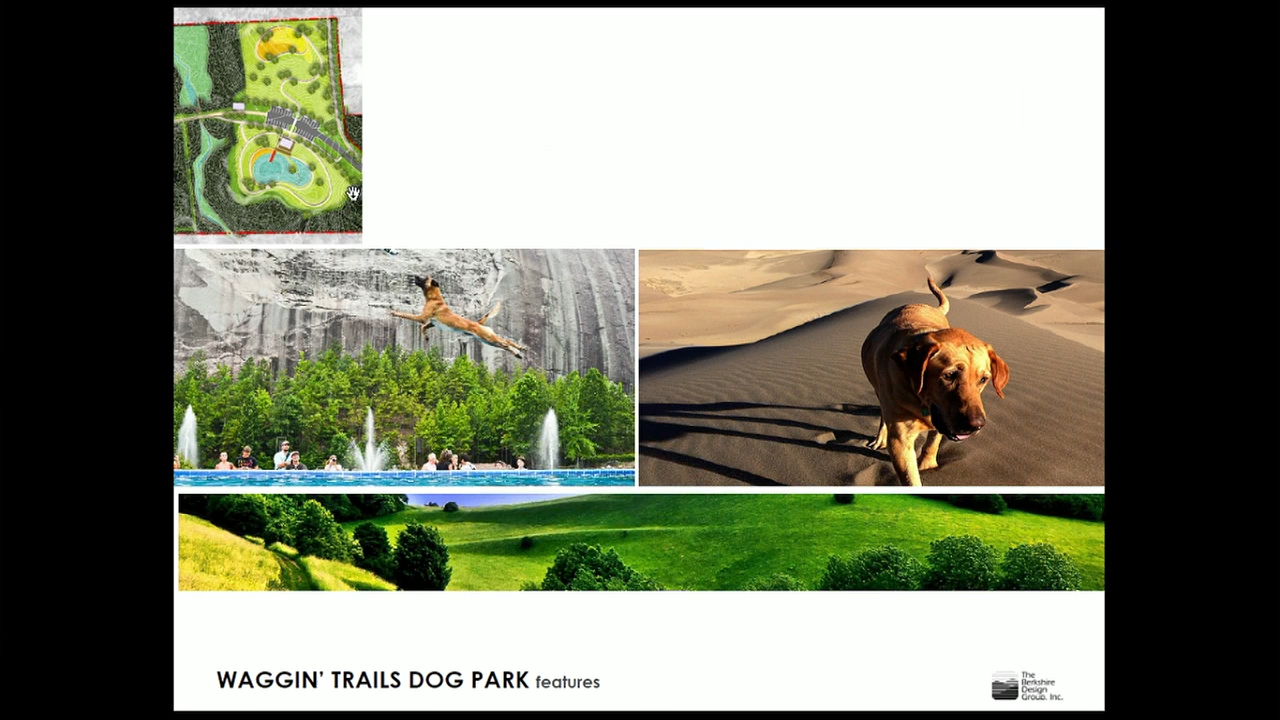 WAGGIN' TRAILS DOG PARK features
The
Berkshire
Design
Group, Inc.